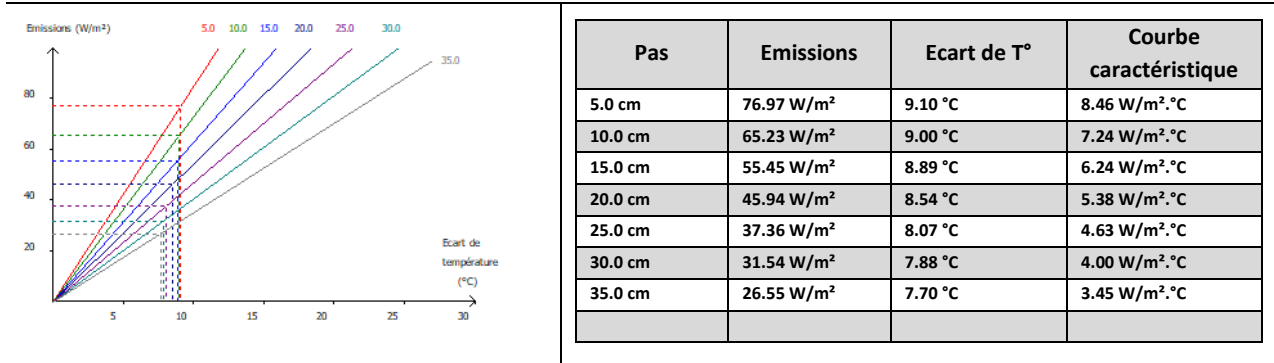 Emissions (W/m²)
5.0 10.0 15.0 20.0 25.0 30.0
35.0
80
60
40
20
Ecart de
température
(°C)
5 10 15 20 25 30
Pas Emissions Ecart de T° Courbe
caractéristique
5.0 cm 76.97 W/m² 9.10 °C 8.46 W/m².°C
10.0 cm 65.23 W/m² 9.00 °C 7.24 W/m².°C
15.0 cm 55.45 W/m² 8.89 °C 6.24 W/m².°C
20.0 cm 45.94 W/m² 8.54 °C 5.38 W/m².°C
25.0 cm 37.36 W/m² 8.07 °C 4.63 W/m².°C
30.0 cm 31.54 W/m² 7.88 °C 4.00 W/m².°C
35.0 cm 26.55 W/m² 7.70 °C 3.45 W/m².°C